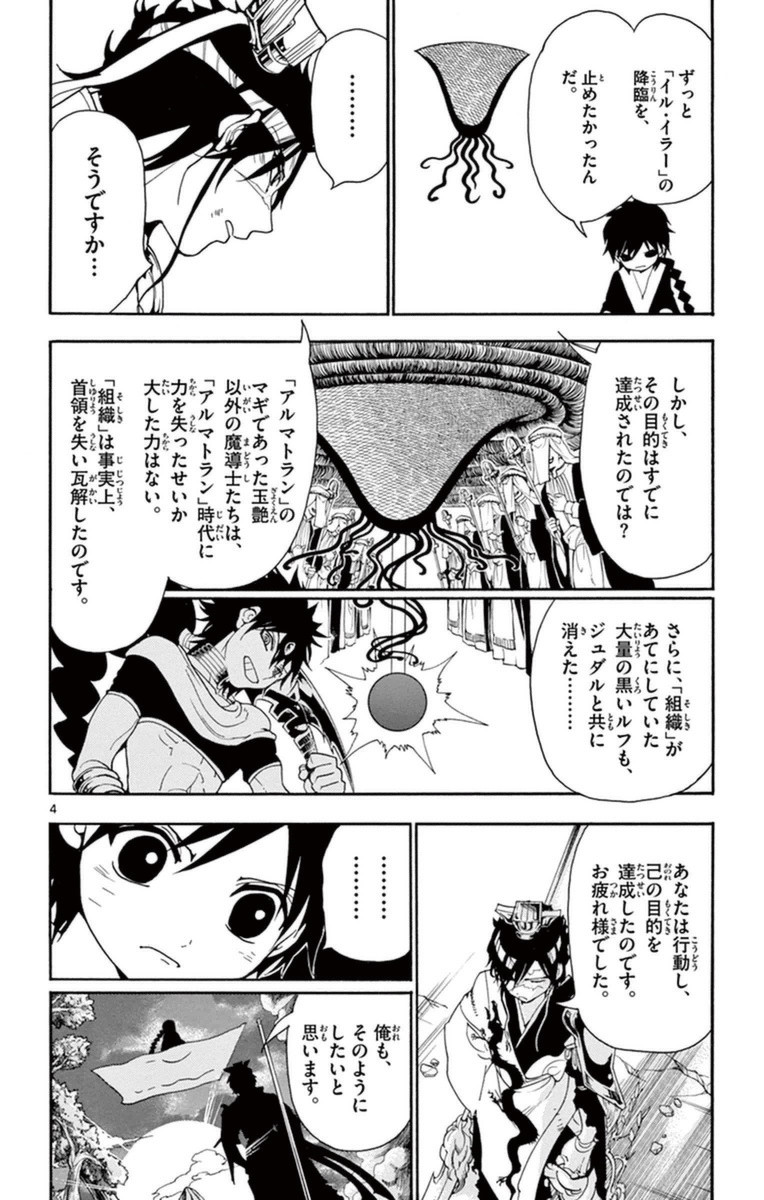 ずっと
「イル・イラー」の
降臨を、
止めたかったん
だ。
………
そうですか…
しかし、
その目的はすでに
達成されたのでは?
「アルマトラン」の
マギであった玉艶
以外の魔導士たちは、
「アルマトラン」時代に
力を失ったせいか
大した力はない。
「組織」は事実上、
首領を失い瓦解したのです。
さらに、「組織」が
あてにしていた
大量の黒いルフも、
ジュダルと共に
消えた………
4
あなたは行動し、
己の目的を
達成したのです。
お疲れ様でした。
………
………
俺も、
そのように
したいと
思います。